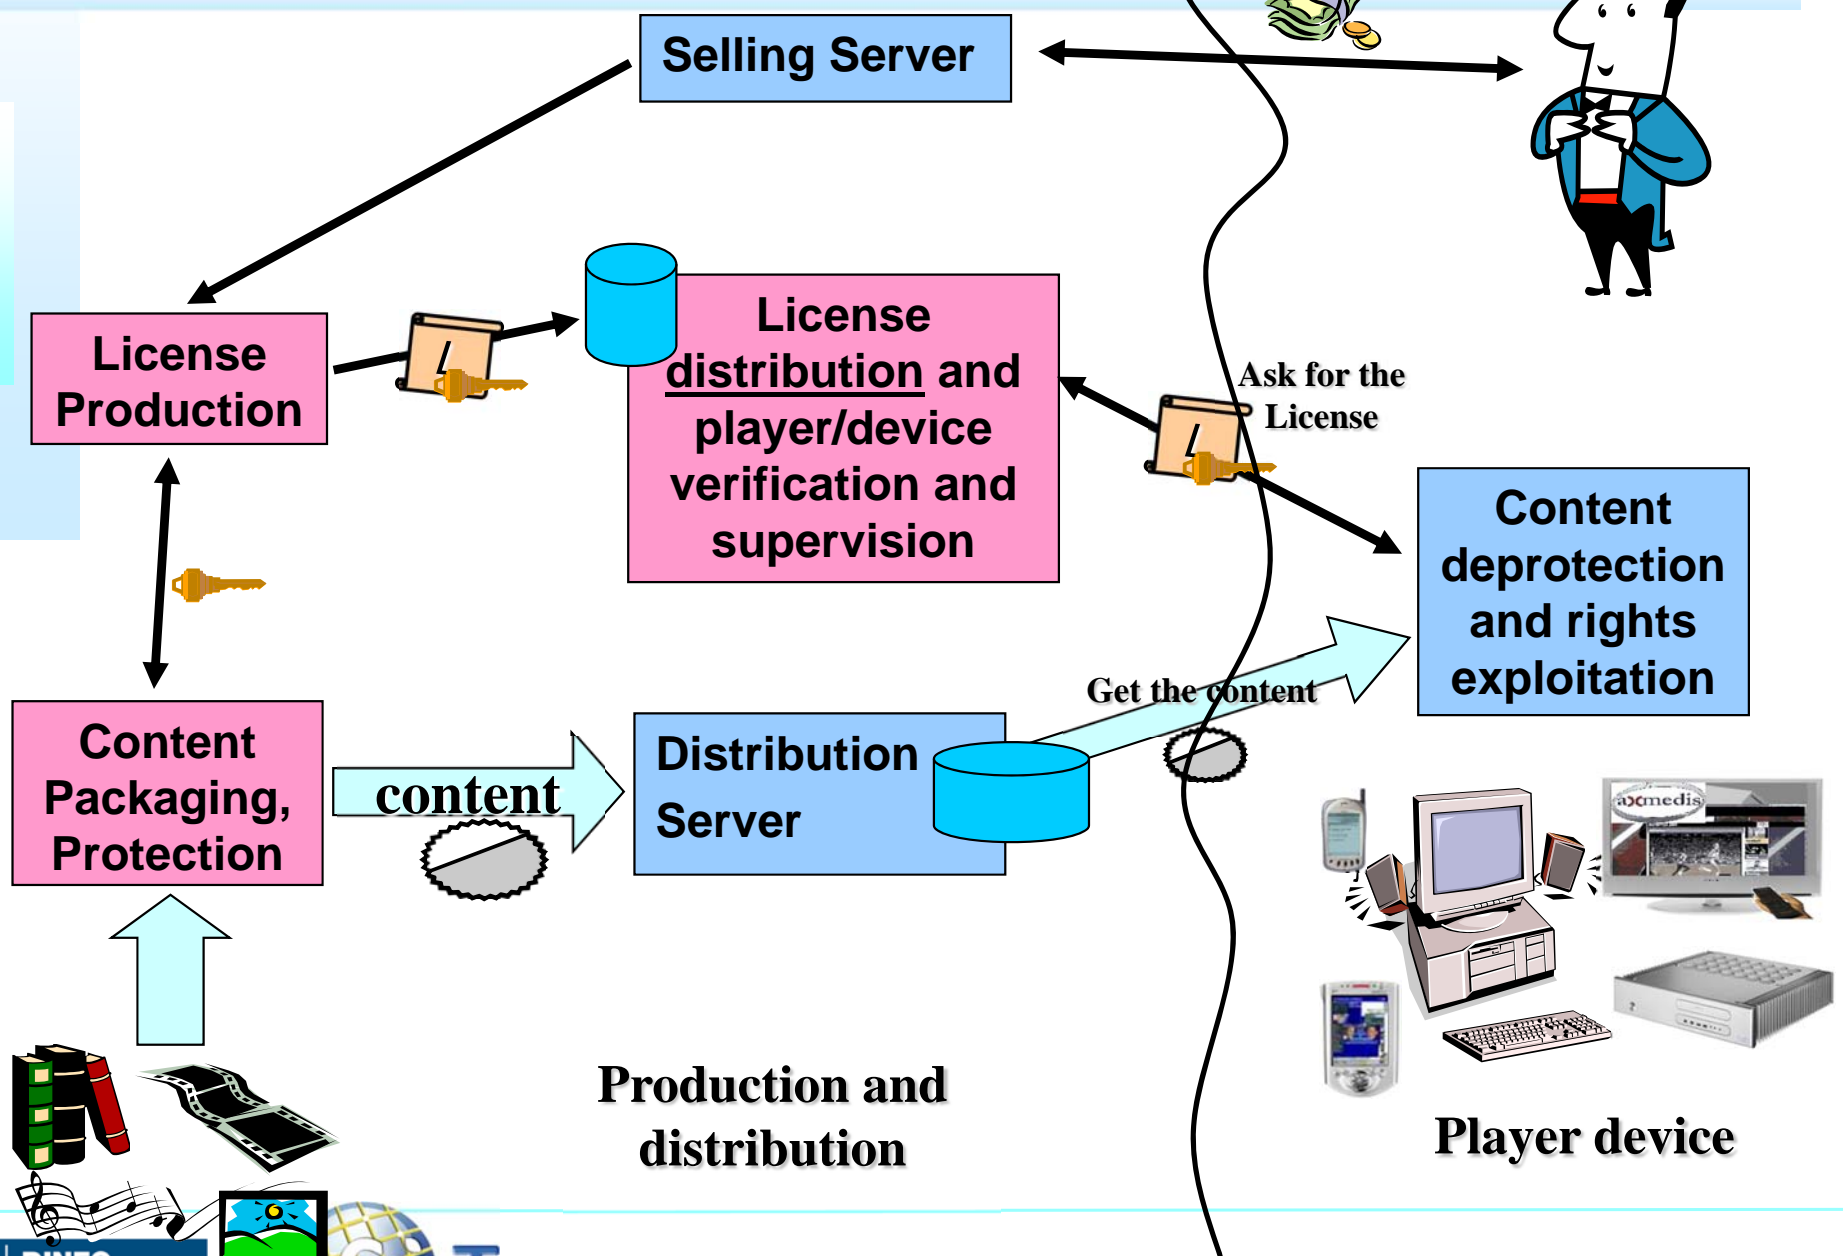 Selling Server
License
Production
L
License
distribution and
player/device
verification and
supervision
Ask for the
License
L
Content
deprotection
and rights
exploitation
Content
Packaging,
Protection
content
Distribution
Server
Get the content
axmedis
Production and
distribution
Player device